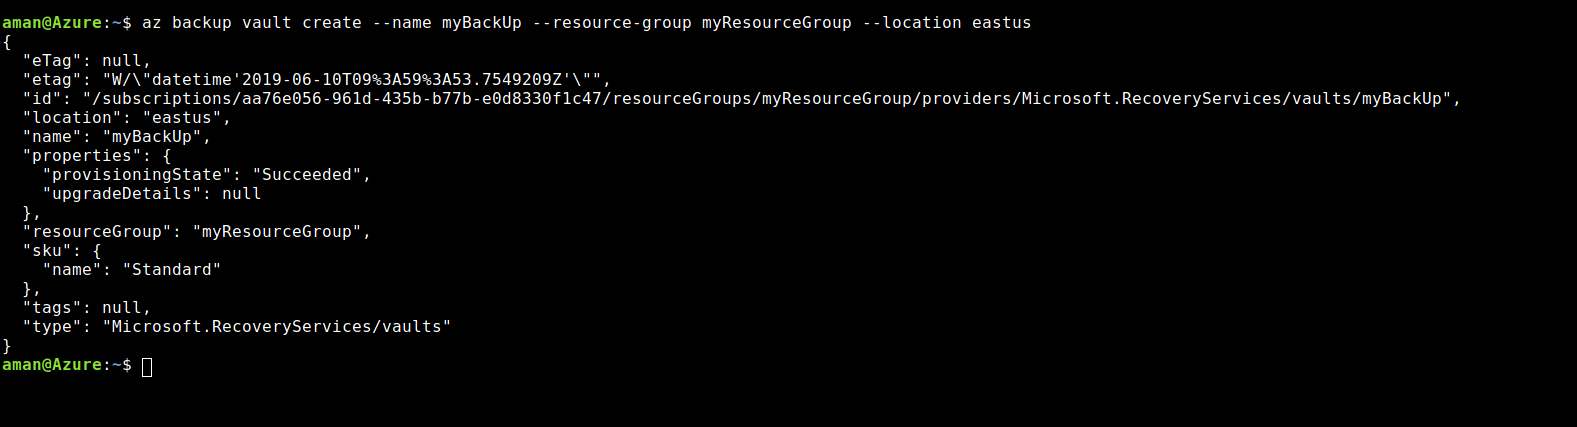 aman@Azure:~$ az backup vault create --name myBackUp --resource-group myResourceGroup --location eastus
{
  "eTag": null,
  "etag": "W/\"datetime'2019-06-10T09%3A59%3A53.7549209Z'\"",
  "id": "/subscriptions/aa76e056-961d-435b-b77b-e0d8330f1c47/resourceGroups/myResourceGroup/providers/Microsoft.RecoveryServices/vaults/myBackUp",
  "location": "eastus",
  "name": "myBackUp",
  "properties": {
    "provisioningState": "Succeeded",
    "upgradeDetails": null
  },
  "resourceGroup": "myResourceGroup",
  "sku": {
    "name": "Standard"
  },
  "tags": null,
  "type": "Microsoft.RecoveryServices/vaults"
}
aman@Azure:~$